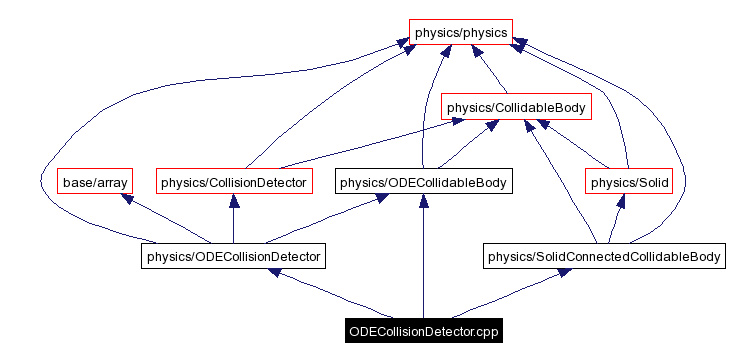 physics/physics
physics/CollidableBody
base/array
physics/CollisionDetector
physics/ODECollidableBody
physics/Solid
physics/ODECollisionDetector
physics/SolidConnectedCollidableBody
ODECollisionDetector.cpp